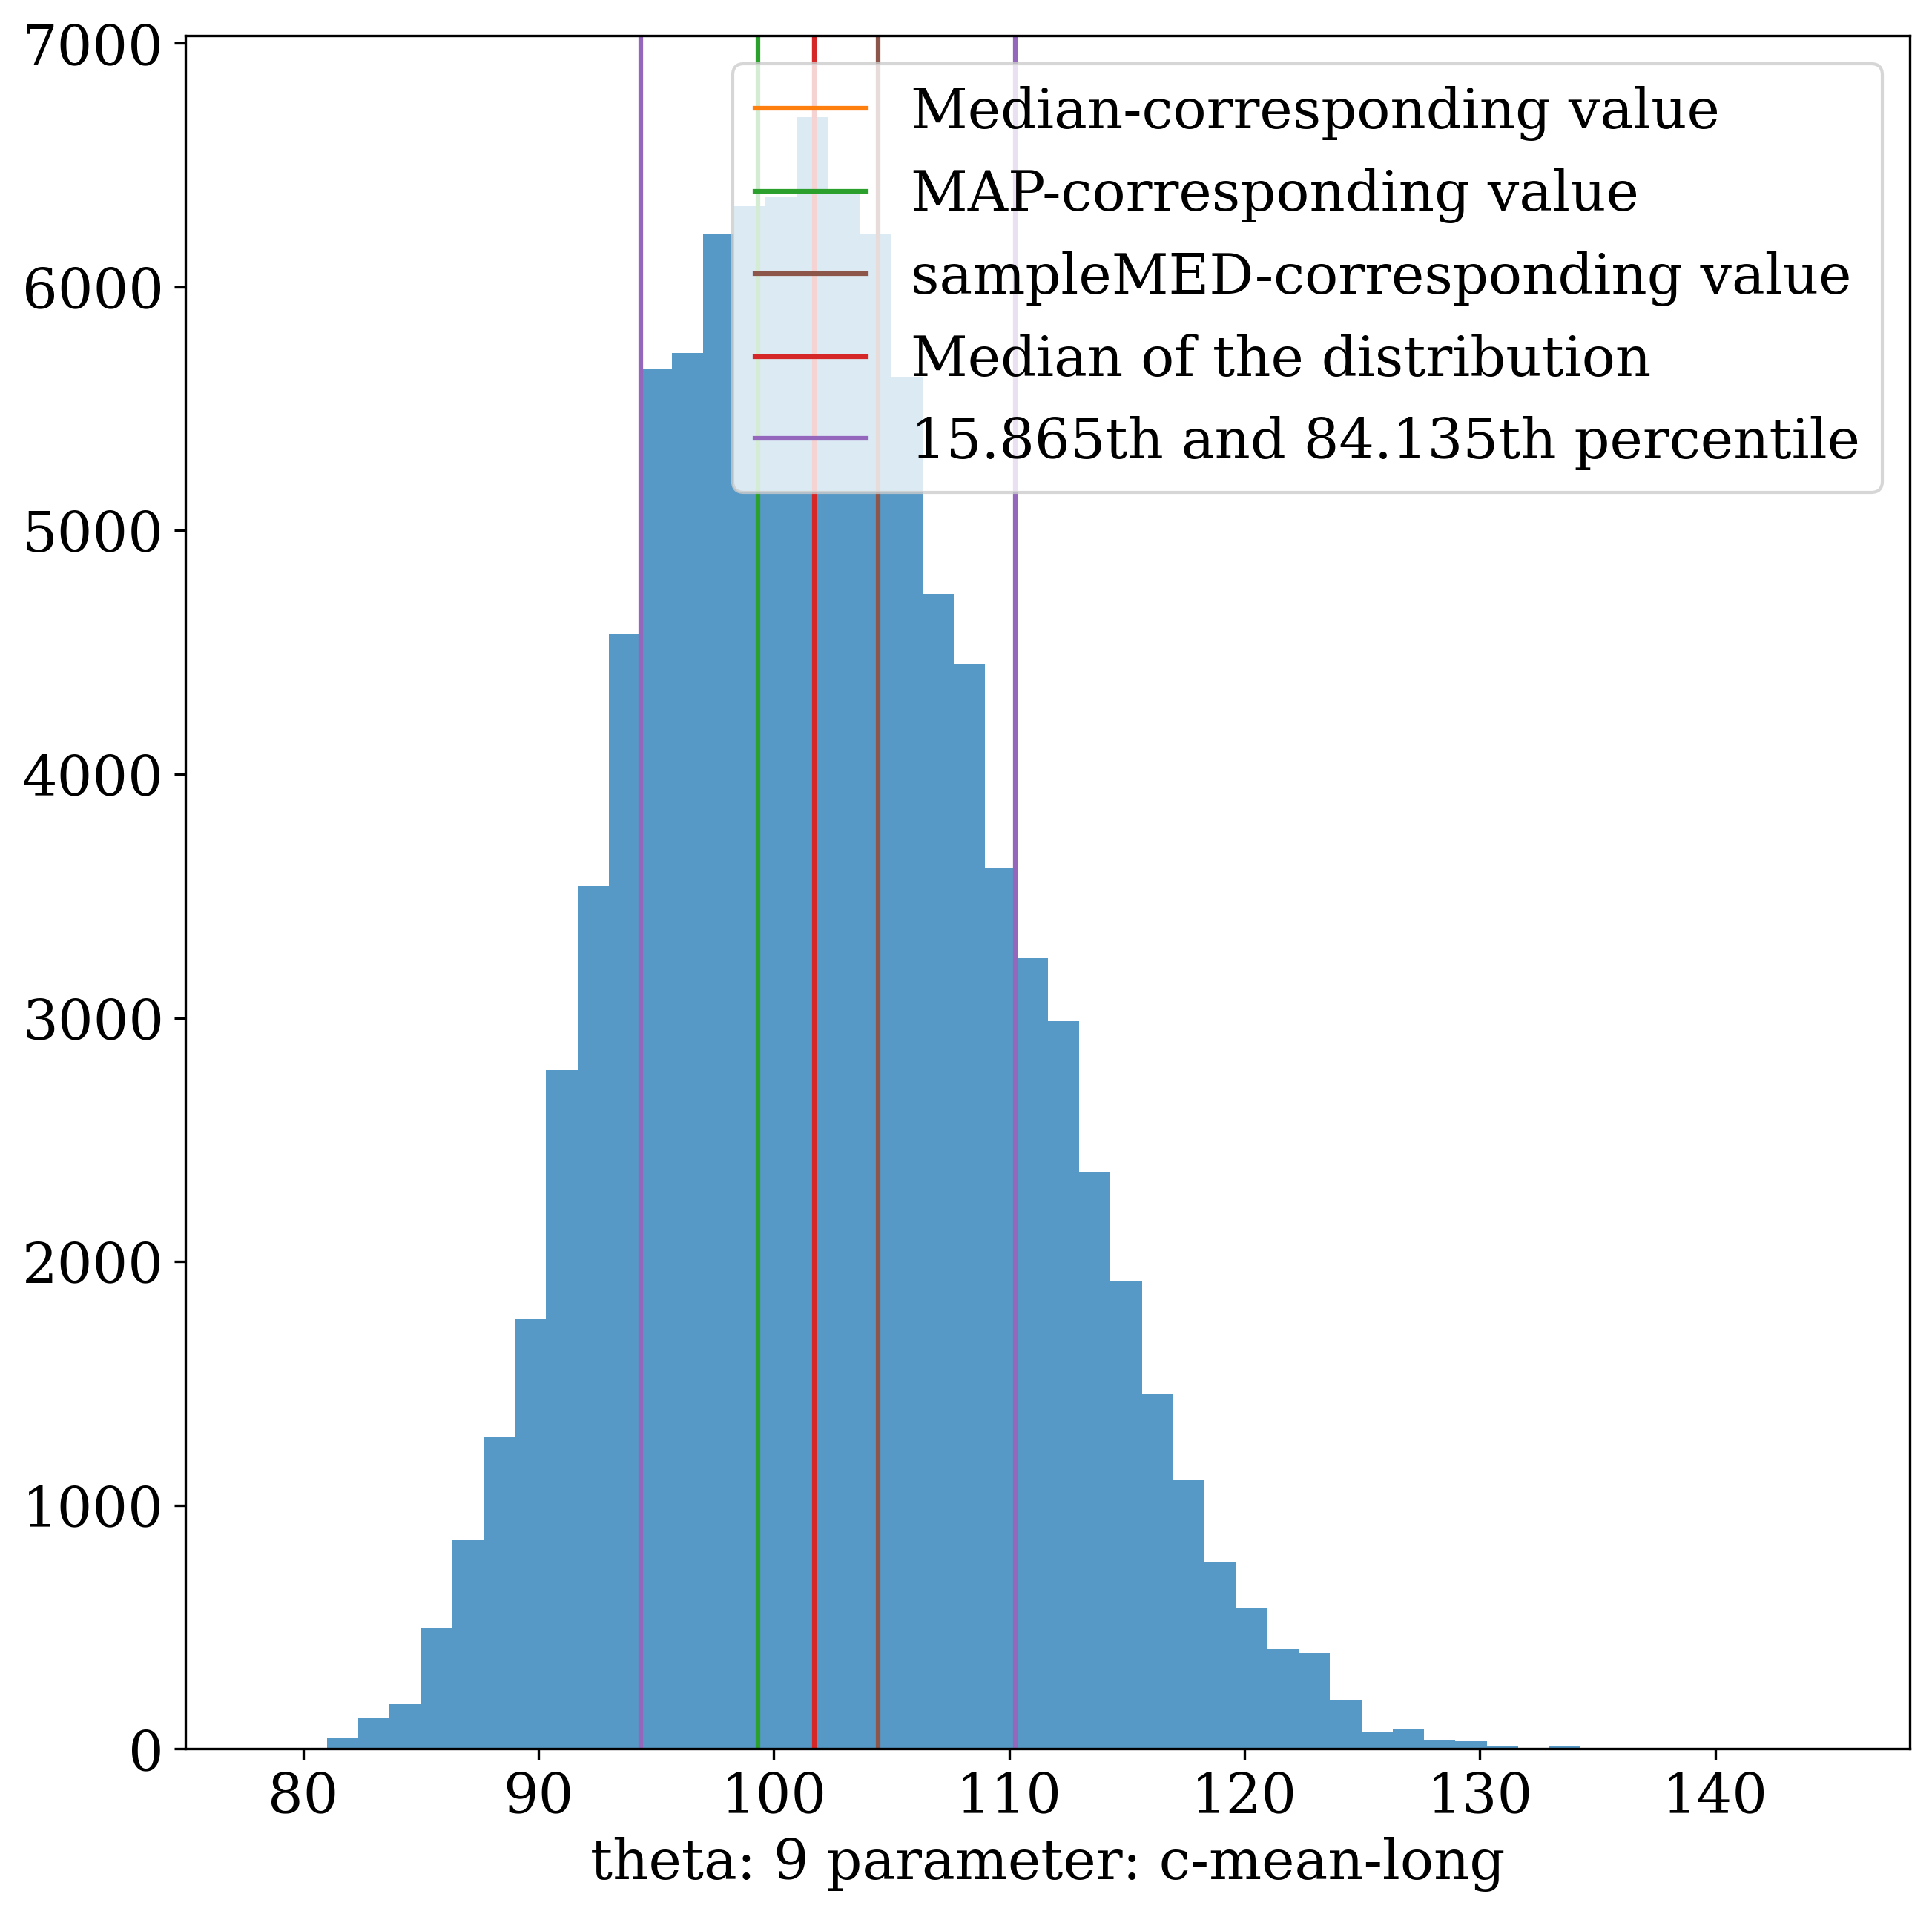 7000
6000
5000
4000
3000
2000
1000
0
Median-corresponding value
MAP-corresponding value
sampleMED-corresponding value
Median of the distribution
15.865th and 84.135th percentile
80 90 100 110 120 130 140
theta: 9 parameter: c-mean-long